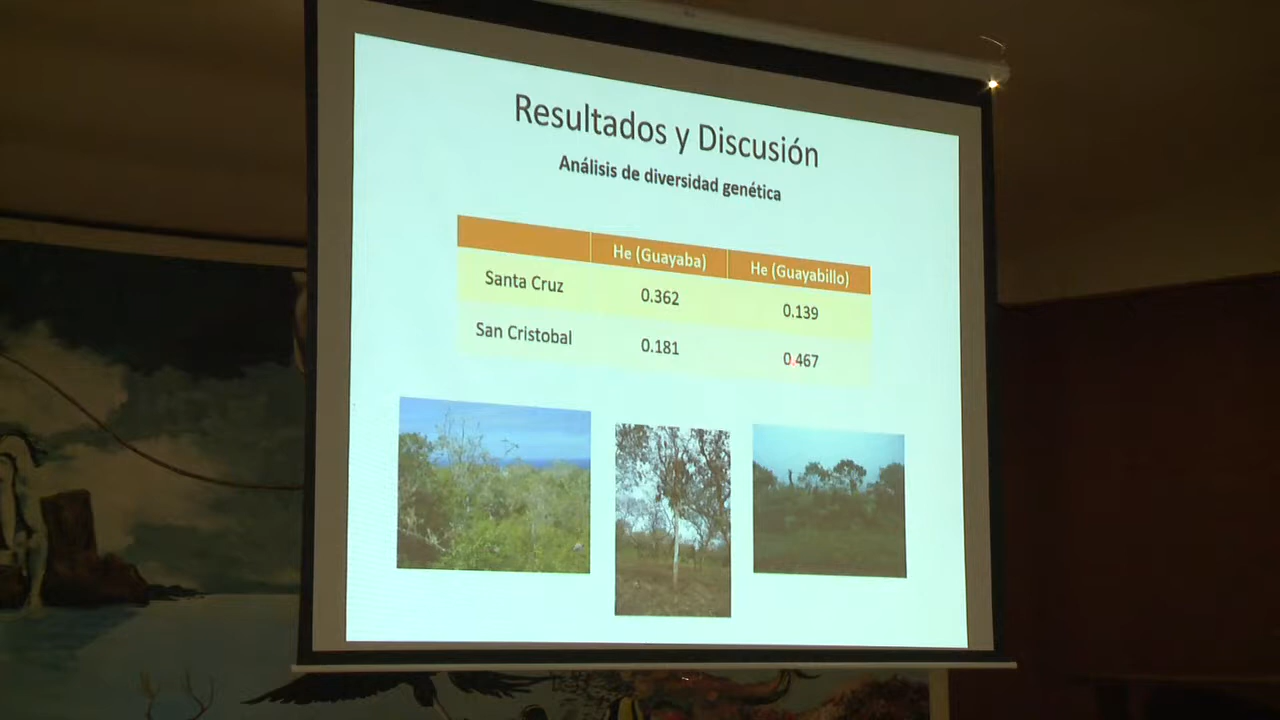 Resultados y Discusión
Análisis de diversidad genética
He (Guayaba) He (Guayabillo)
Santa Cruz 0.362 0.139
San Cristobal 0.181 0.467